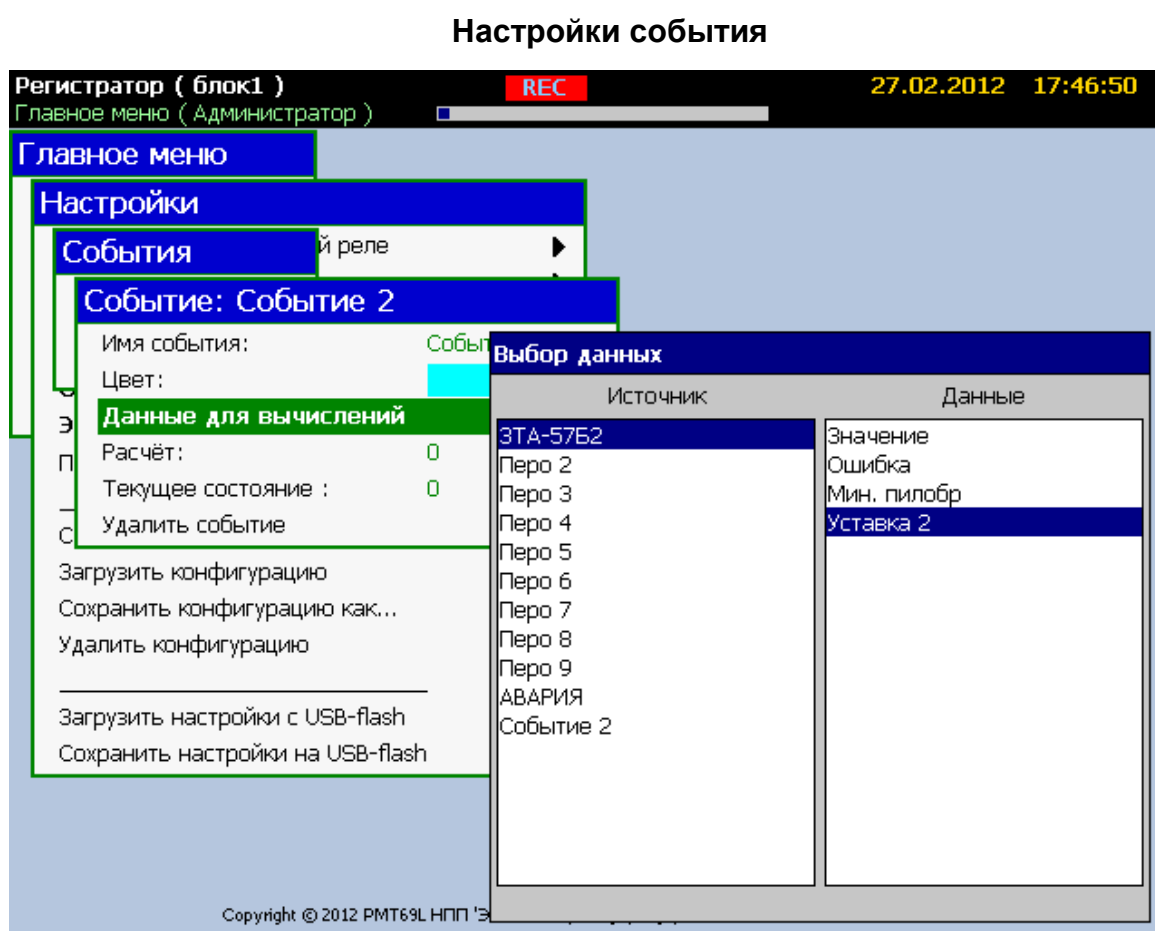 Настройки события
Регистратор ( блок1 ) REC 27.02.2012 17:46:50
Главное меню ( Администратор )
Главное меню
Настройки
й реле
События
Событие: Событие 2
Имя события: Событ
Цвет:
Данные для вычислений
Расчёт: 0
Текущее состояние : 0
Удалить событие
Загрузить конфигурацию
Сохранить конфигурацию как...
Удалить конфигурацию
Загрузить настройки с USB-flash
Сохранить настройки на USB-flash
Выбор данных
Источник
ЗТА-57Б2
Перо 2
Перо 3
Перо 4
Перо 5
Перо 6
Перо 7
Перо 8
Перо 9
АВАРИЯ
Событие 2
Данные
Значение
Ошибка
Мин. пилобр
Уставка 2
Copyright © 2012 РМТ69L НПП 'Э